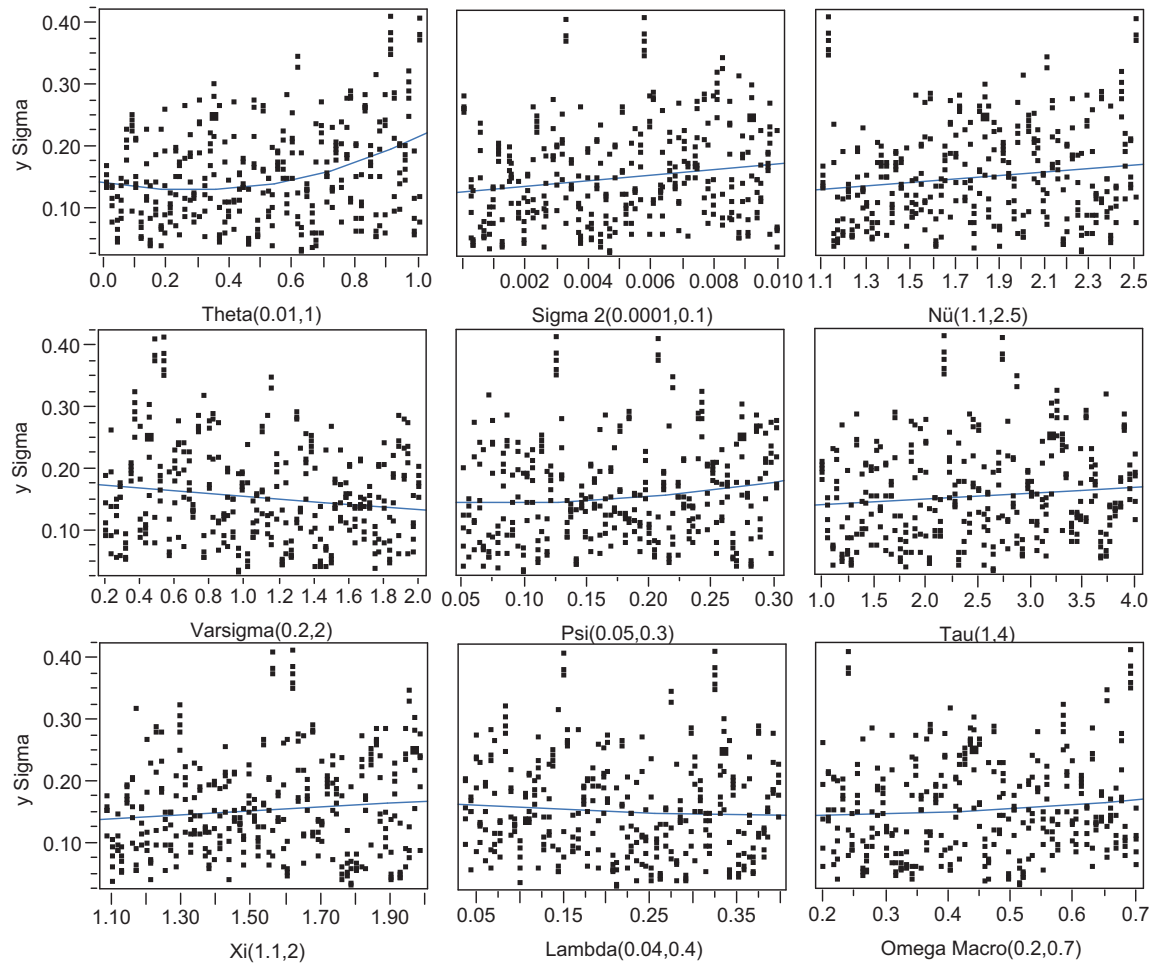 0.40
0.30
0.20
0.10
y Sigma
0.0 0.2 0.4 0.6 0.8 1.0
0.002 0.004 0.006 0.008 0.010
1.1 1.3 1.5 1.7 1.9 2.1 2.3 2.5
Theta(0.01,1)
Sigma 2(0.0001,0.1)
Nü(1.1,2.5)
0.40
0.30
0.20
0.10
y Sigma
0.2 0.4 0.6 0.8 1.0 1.2 1.4 1.6 1.8 2.0
0.05 0.10 0.15 0.20 0.25 0.30
1.0 1.5 2.0 2.5 3.0 3.5 4.0
Varsigma(0.2,2)
Psi(0.05,0.3)
Tau(1,4)
0.40
0.30
0.20
0.10
y Sigma
1.10 1.30 1.50 1.70 1.90
0.05 0.15 0.25 0.35
0.2 0.3 0.4 0.5 0.6 0.7
Xi(1.1,2)
Lambda(0.04,0.4)
Omega Macro(0.2,0.7)